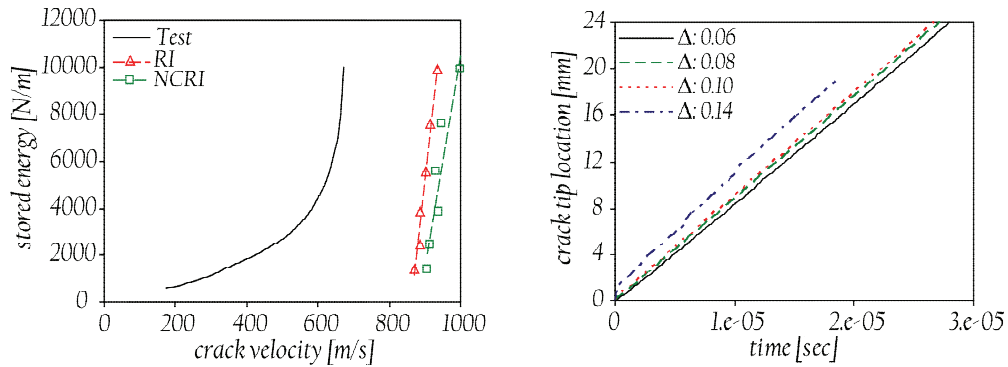 12000
10000
8000
6000
4000
2000
0
stored energy [N/m]
Test
RI
NCRI
0
200
400
600
800
1000
crack velocity [m/s]
24
20
16
12
8
4
0
crack tip location [mm]
Δ: 0.06
Δ: 0.08
Δ: 0.10
Δ: 0.14
0
1.e-05
2.e-05
3.e-05
time [sec]